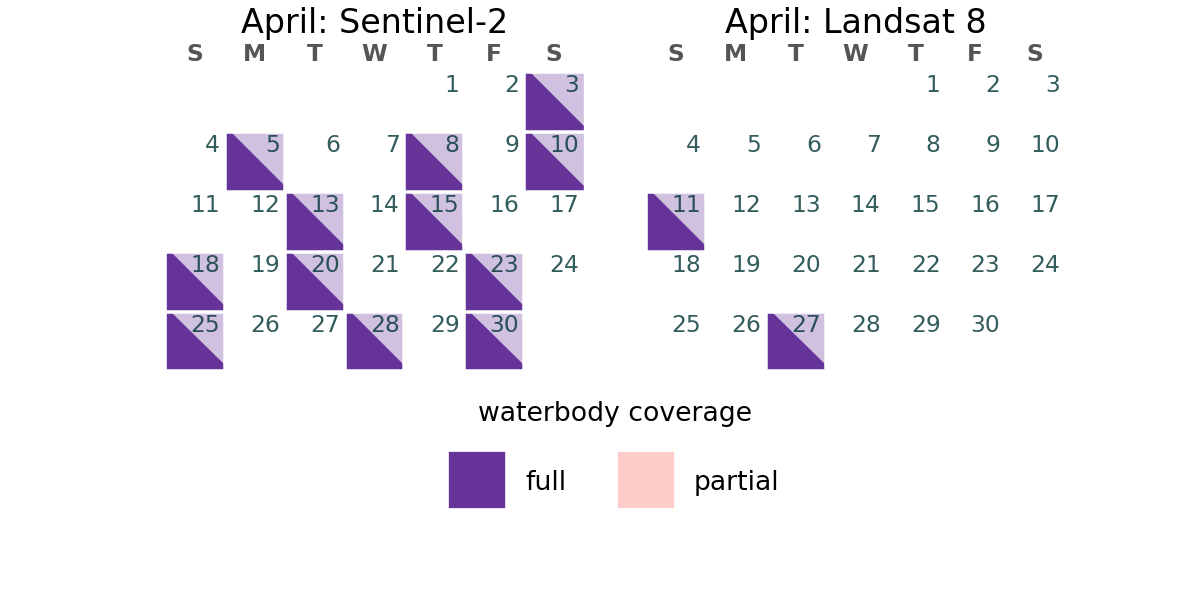 April: Sentinel-2
S M T W T F S
1 2 3
4 5 6 7 8 9 10
11 12 13 14 15 16 17
18 19 20 21 22 23 24
25 26 27 28 29 30
April: Landsat 8
S M T W T F S
1 2 3
4 5 6 7 8 9 10
11 12 13 14 15 16 17
18 19 20 21 22 23 24
25 26 27 28 29 30
waterbody coverage
full partial